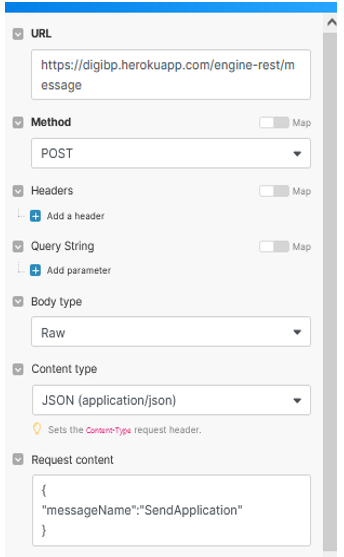 URL
https://digibp.herokuapp.com/engine-rest/m
essage
Method
Map
POST
Headers
Map
Add a header
Query String
Map
Add parameter
Body type
Raw
Content type
JSON (application/json)
Sets the Content-Type request header.
Request content
{
"messageName":"SendApplication"
}